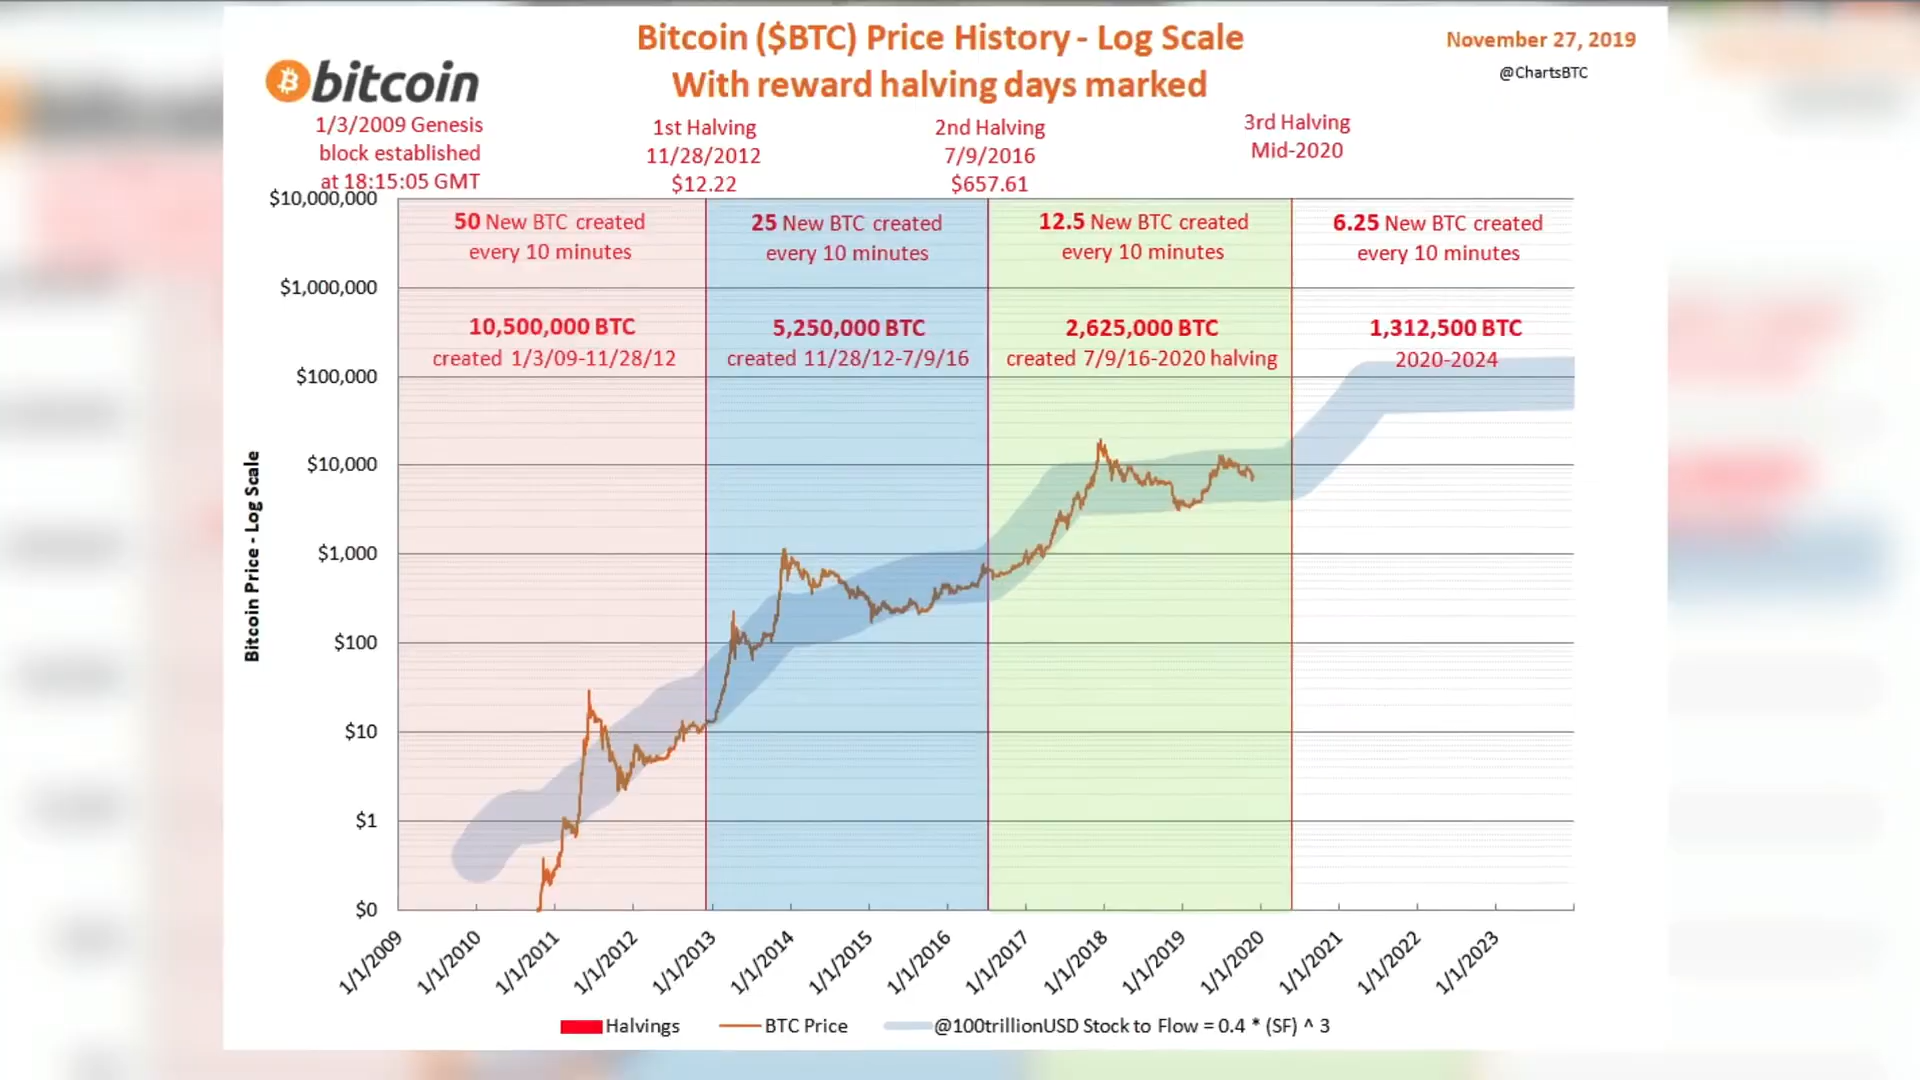 Bitcoin ($BTC) Price History - Log Scale
With reward halving days marked
November 27, 2019
@ChartsBTC
bitcoin
1/3/2009 Genesis
block established
at 18:15:05 GMT
1st Halving
11/28/2012
$12.22
2nd Halving
7/9/2016
$657.61
3rd Halving
Mid-2020
50 New BTC created
every 10 minutes
10,500,000 BTC
created 1/3/09-11/28/12
25 New BTC created
every 10 minutes
5,250,000 BTC
created 11/28/12-7/9/16
12.5 New BTC created
every 10 minutes
2,625,000 BTC
created 7/9/16-2020 halving
6.25 New BTC created
every 10 minutes
1,312,500 BTC
2020-2024
Bitcoin Price - Log Scale
$10,000,000
$1,000,000
$100,000
$10,000
$1,000
$100
$10
$1
$0
1/1/2009
1/1/2010
1/1/2011
1/1/2012
1/1/2013
1/1/2014
1/1/2015
1/1/2016
1/1/2017
1/1/2018
1/1/2019
1/1/2020
1/1/2021
1/1/2022
1/1/2023
Halvings
BTC Price
@100trillionUSD Stock to Flow = 0.4 * (SF) ^ 3